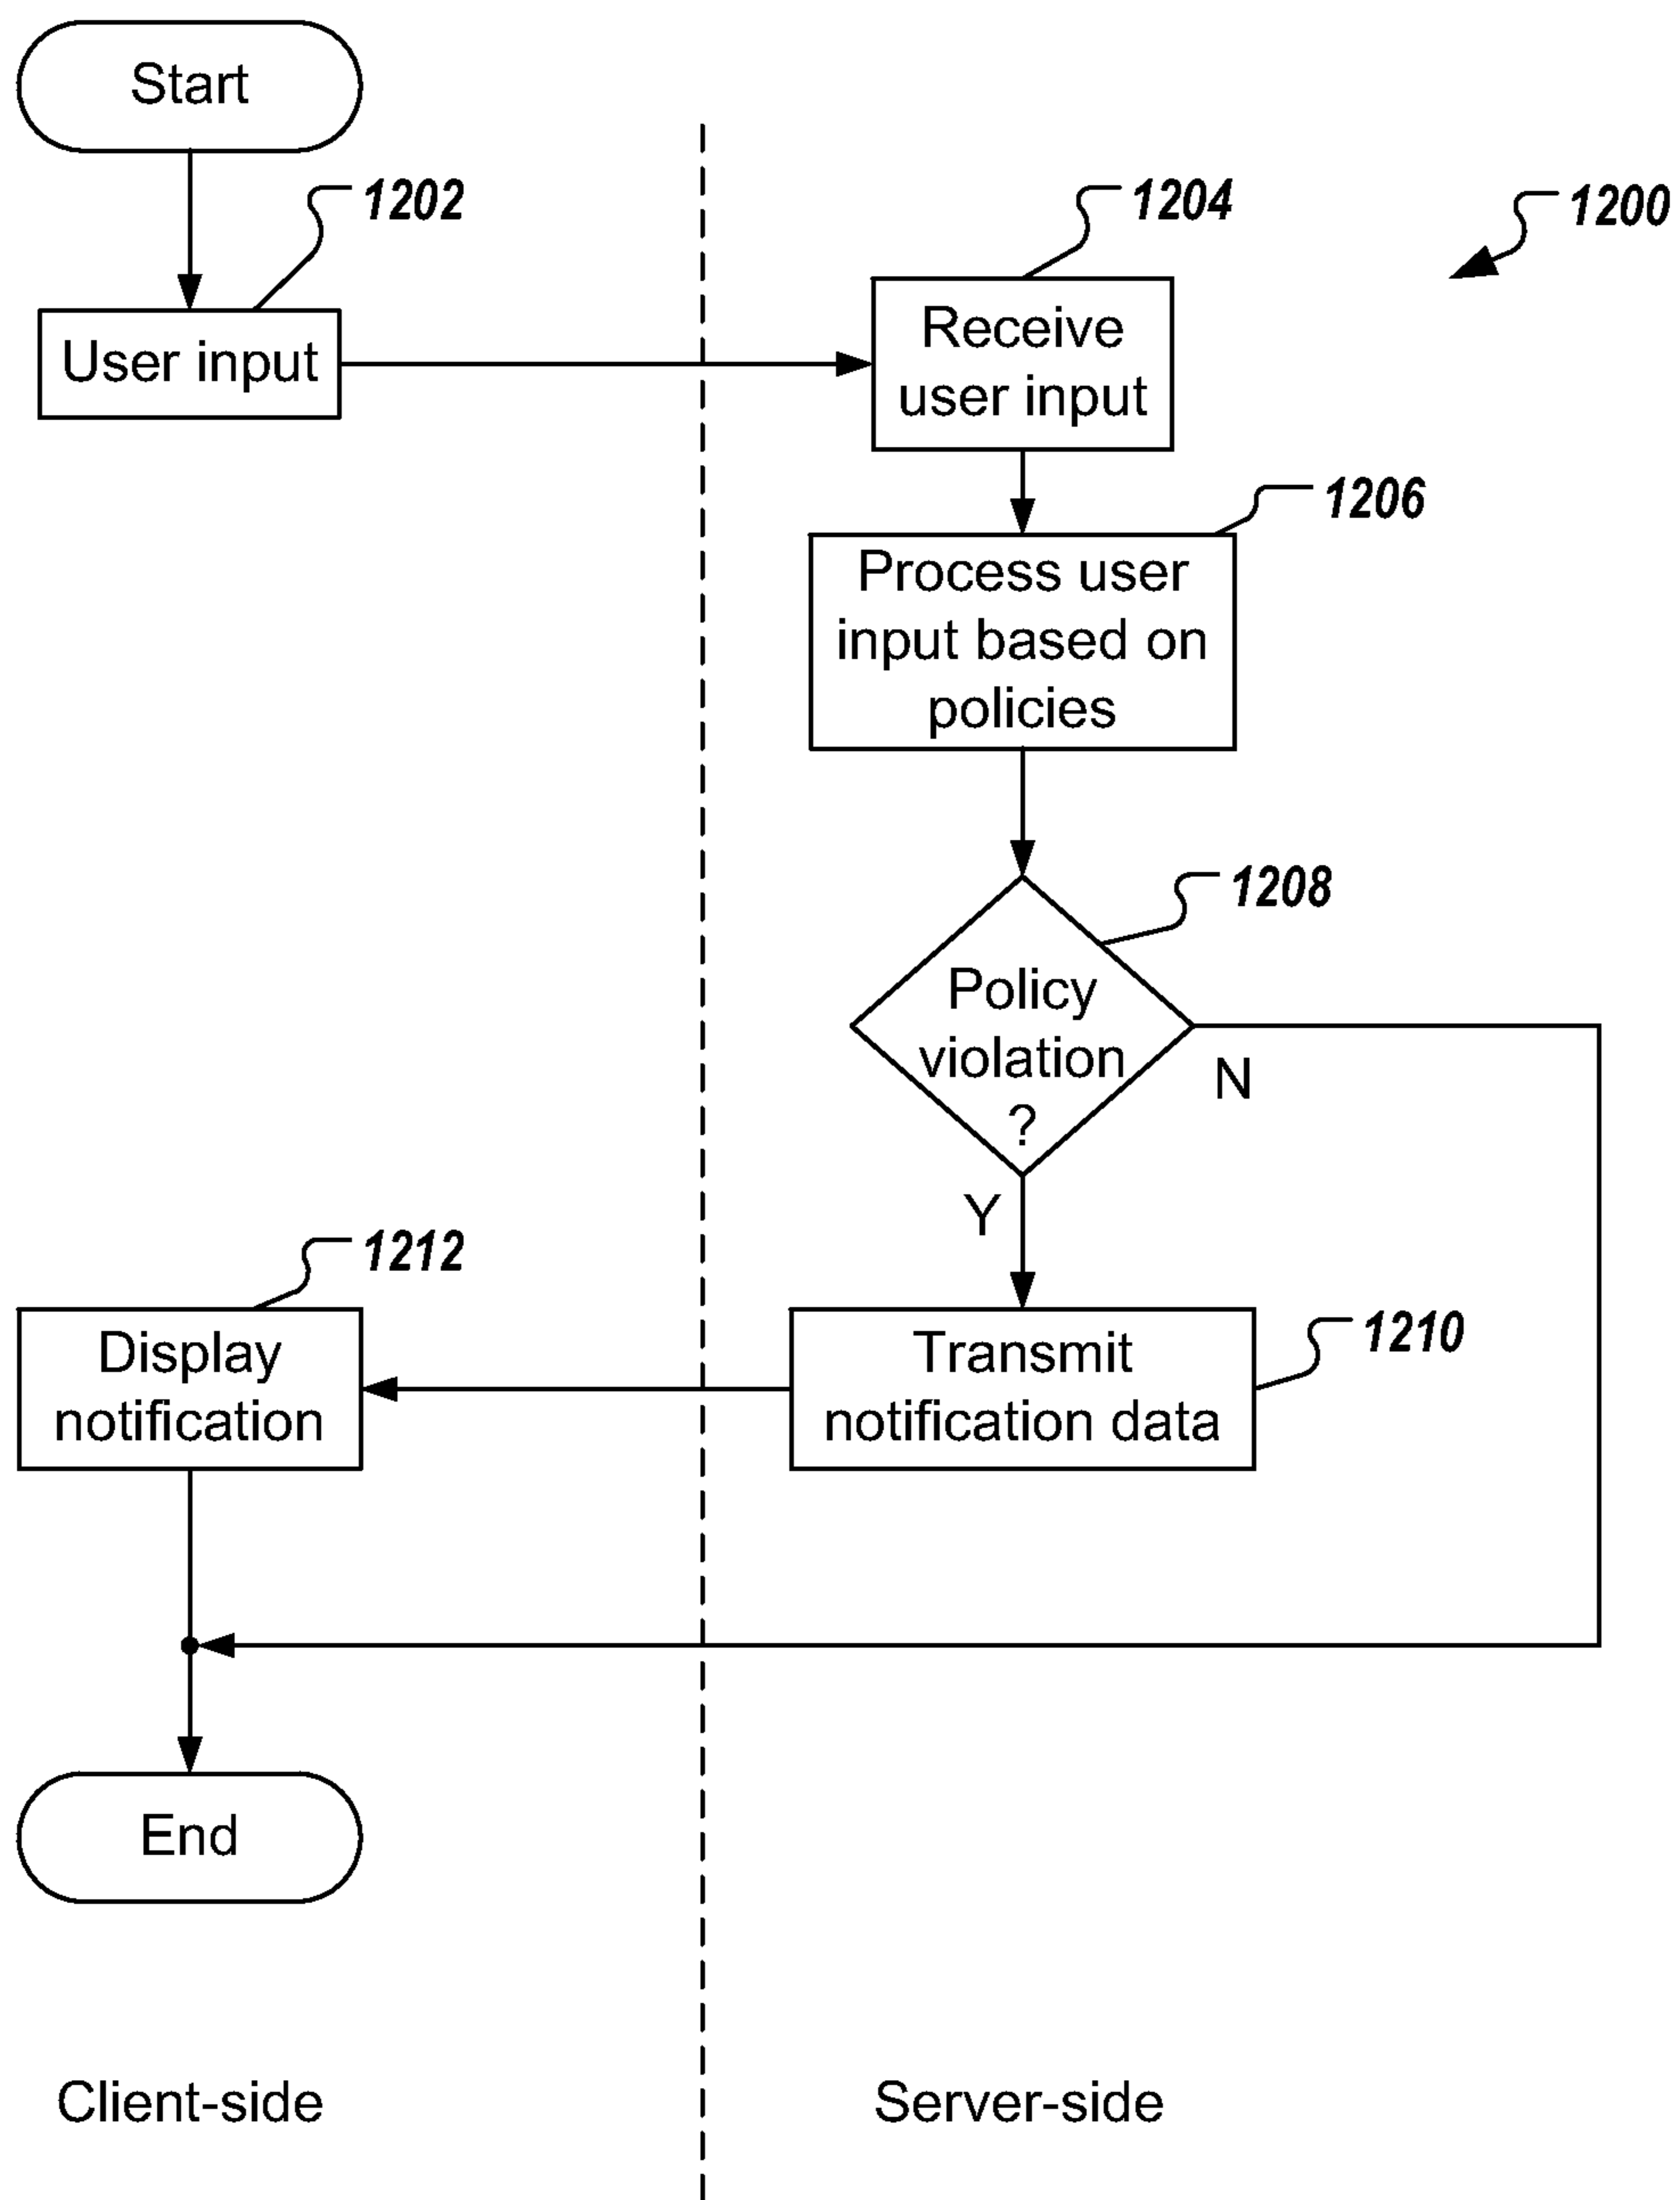 Start
1202
1204
1200
User input
Receive
user input
1206
Process user
input based on
policies
1208
Policy
violation
?
N
Y
1212
1210
Display
notification
Transmit
notification data
End
Client-side
Server-side